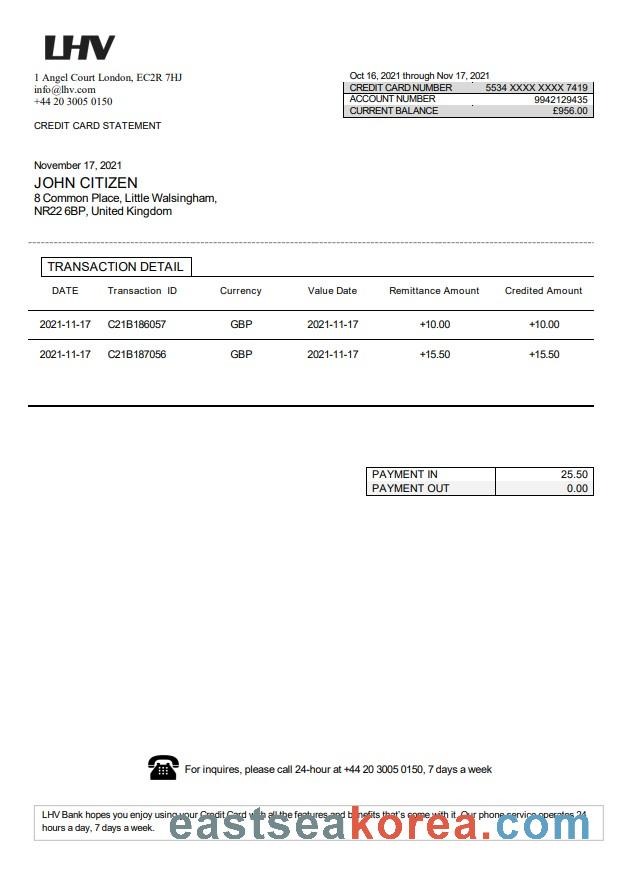 LHV
1 Angel Court London, EC2R 7HJ
info@lhv.com
+44 20 3005 0150
CREDIT CARD STATEMENT
Oct 16, 2021 through Nov 17, 2021
CREDIT CARD NUMBER 5534 XXXX XXXX 7419
ACCOUNT NUMBER 9942129435
CURRENT BALANCE £956.00
November 17, 2021
JOHN CITIZEN
8 Common Place, Little Walsingham,
NR22 6BP, United Kingdom
TRANSACTION DETAIL
DATE Transaction ID Currency Value Date Remittance Amount Credited Amount
2021-11-17 C21B186057 GBP 2021-11-17 +10.00 +10.00
2021-11-17 C21B187056 GBP 2021-11-17 +15.50 +15.50
PAYMENT IN 25.50
PAYMENT OUT 0.00
For inquires, please call 24-hour at +44 20 3005 0150, 7 days a week
LHV Bank hopes you enjoy using your Credit Card with all the features and benefits that's come with it. Our phone service operates 24
hours a day, 7 days a week.
eastseakorea.com